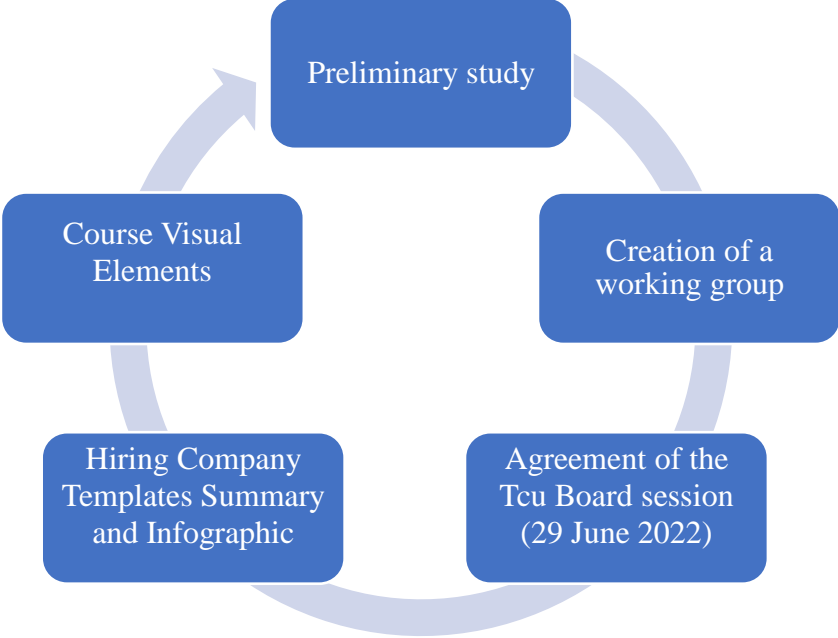 Preliminary study
Creation of a
working group
Agreement of the
Tcu Board session
(29 June 2022)
Hiring Company
Templates Summary
and Infographic
Course Visual
Elements